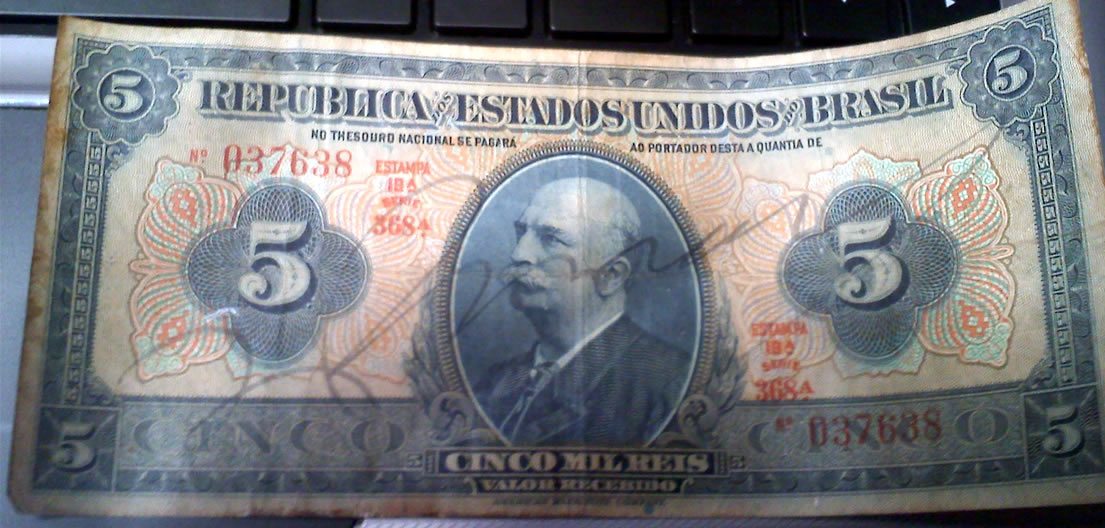 5 5
REPUBLICA DOS ESTADOS UNIDOS DO BRASIL
NO THESOURO NACIONAL SE PAGARÁ AO PORTADOR DESTA A QUANTIA DE
Nº 037638
ESTAMPA
19A
SERIE
368A
5 5
ESTAMPA
19A
SERIE
368A
Nº 037638
5 CINCO CINCO 5
CINCO MIL REIS
VALOR RECEBIDO